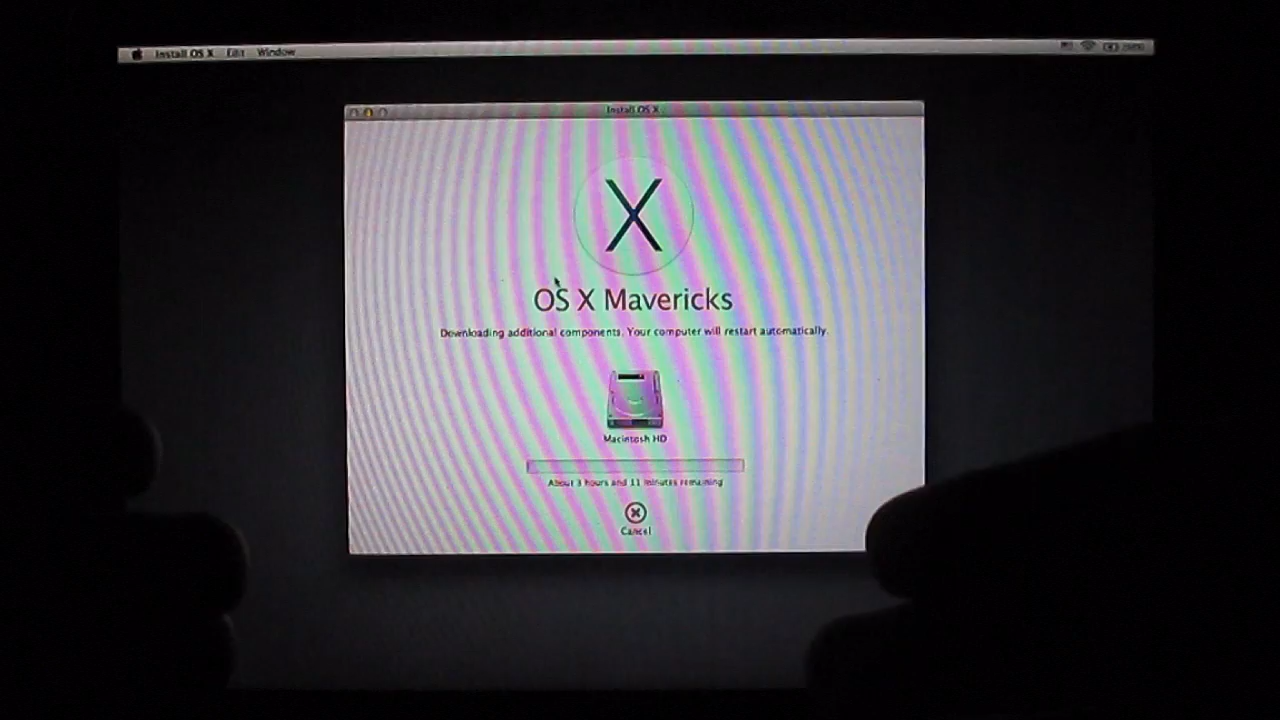 Install OS X Edit Window
Install OS X
X
OS X Mavericks
Downloading additional components. Your computer will restart automatically.
Macintosh HD
About 3 hours and 11 minutes remaining
Cancel